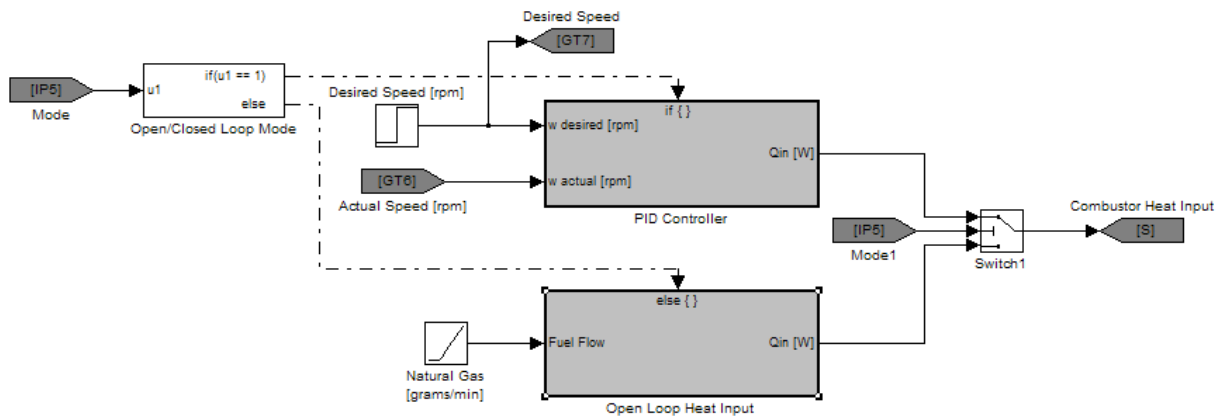 Desired Speed
[GT7]
[IP5]
Mode
u1
if(u1 == 1)
else
Open/Closed Loop Mode
Desired Speed [rpm]
if { }
w desired [rpm]
Qin [W]
[GT6]
w actual [rpm]
Actual Speed [rpm]
PID Controller
[IP5]
Mode1
Switch1
Combustor Heat Input
[S]
else { }
Fuel Flow
Qin [W]
Natural Gas
[grams/min]
Open Loop Heat Input